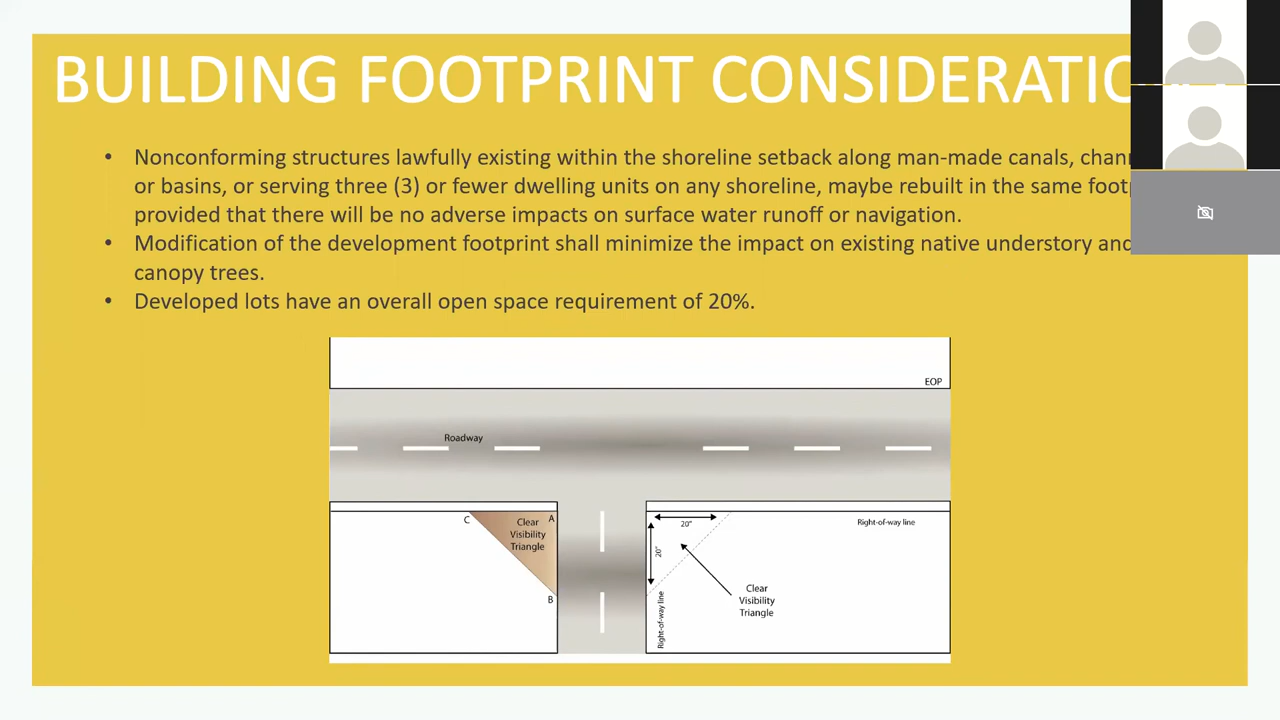 BUILDING FOOTPRINT CONSIDERATIO
• Nonconforming structures lawfully existing within the shoreline setback along man-made canals,
or basins, or serving three (3) or fewer dwelling units on any shoreline, maybe rebuilt in the same
provided that there will be no adverse impacts on surface water runoff or navigation.
• Modification of the development footprint shall minimize the impact on existing native understory and
canopy trees.
• Developed lots have an overall open space requirement of 20%.
EOP
Roadway
C
A
Clear
Visibility
Triangle
B
20"
20"
Right-of-way line
Clear
Visibility
Triangle
Right-of-way line